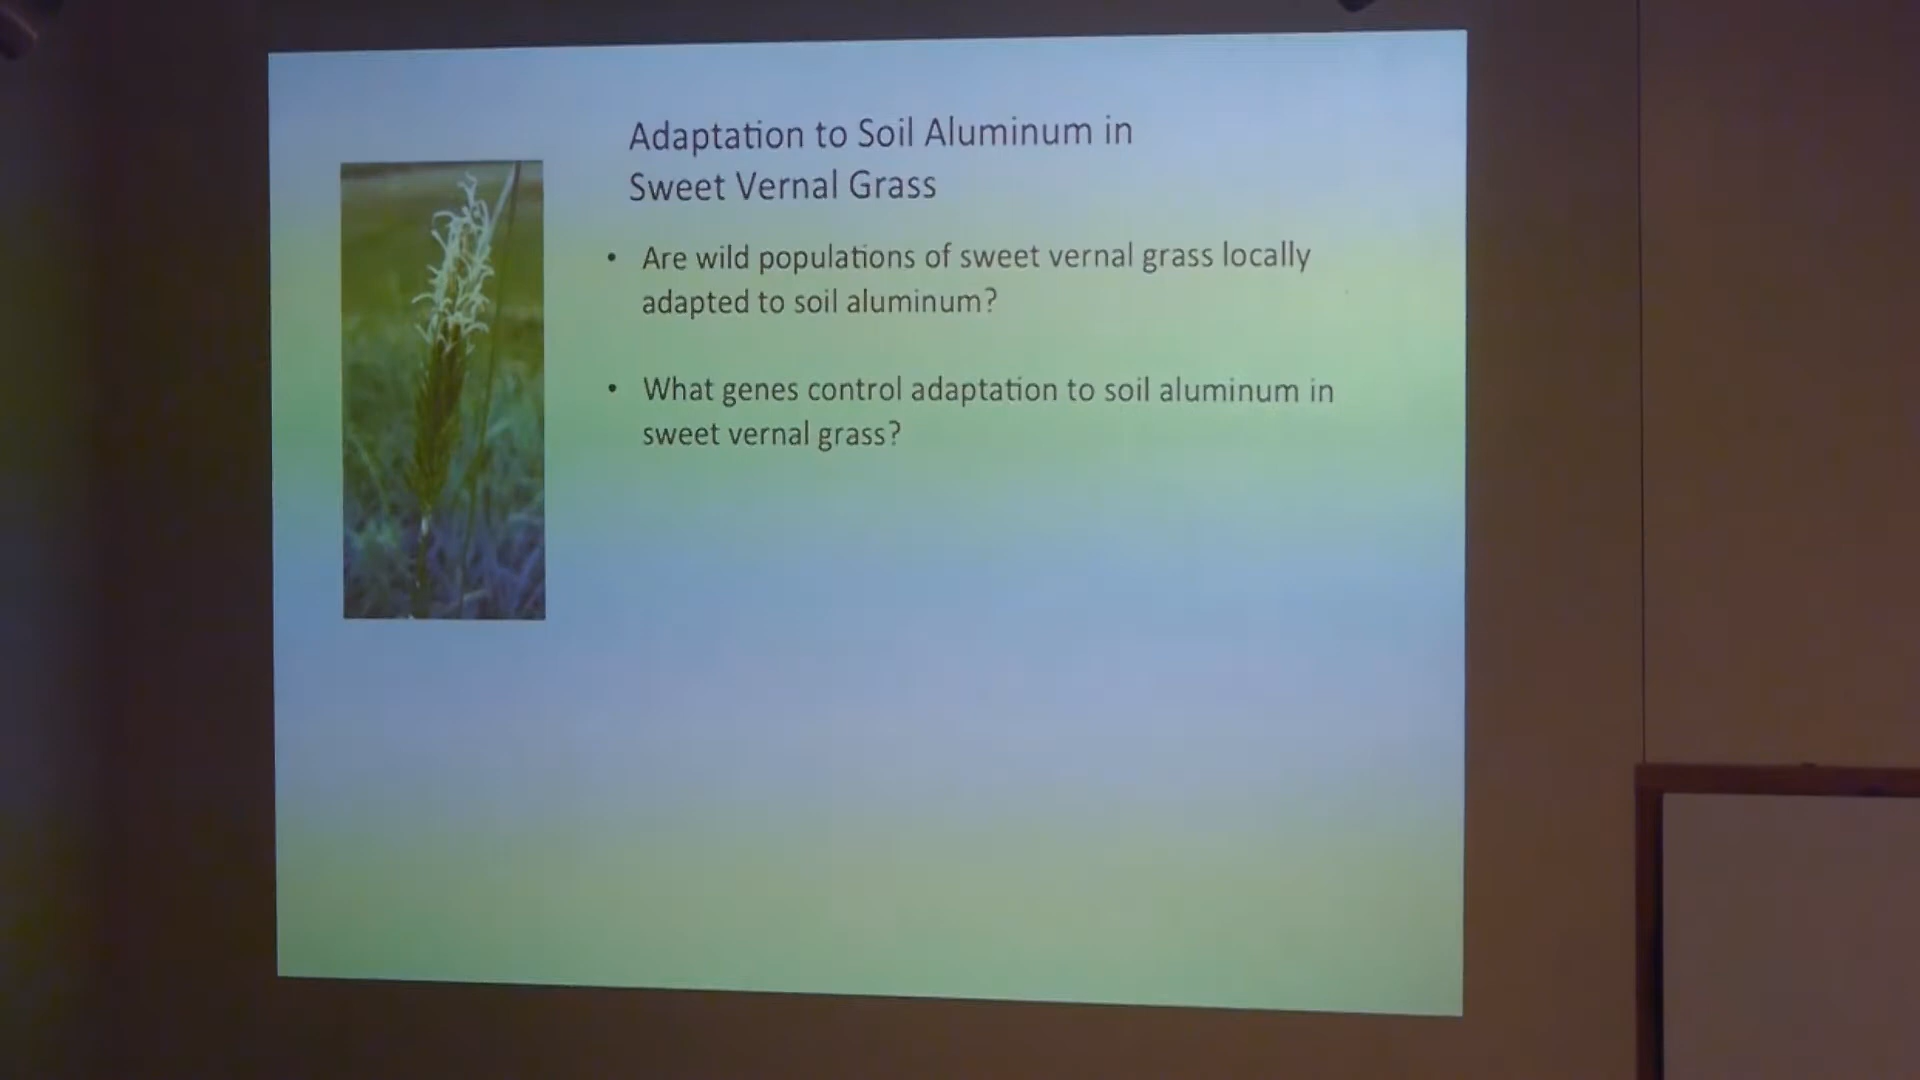 Adaptation to Soil Aluminum in
Sweet Vernal Grass
• Are wild populations of sweet vernal grass locally
adapted to soil aluminum?
• What genes control adaptation to soil aluminum in
sweet vernal grass?